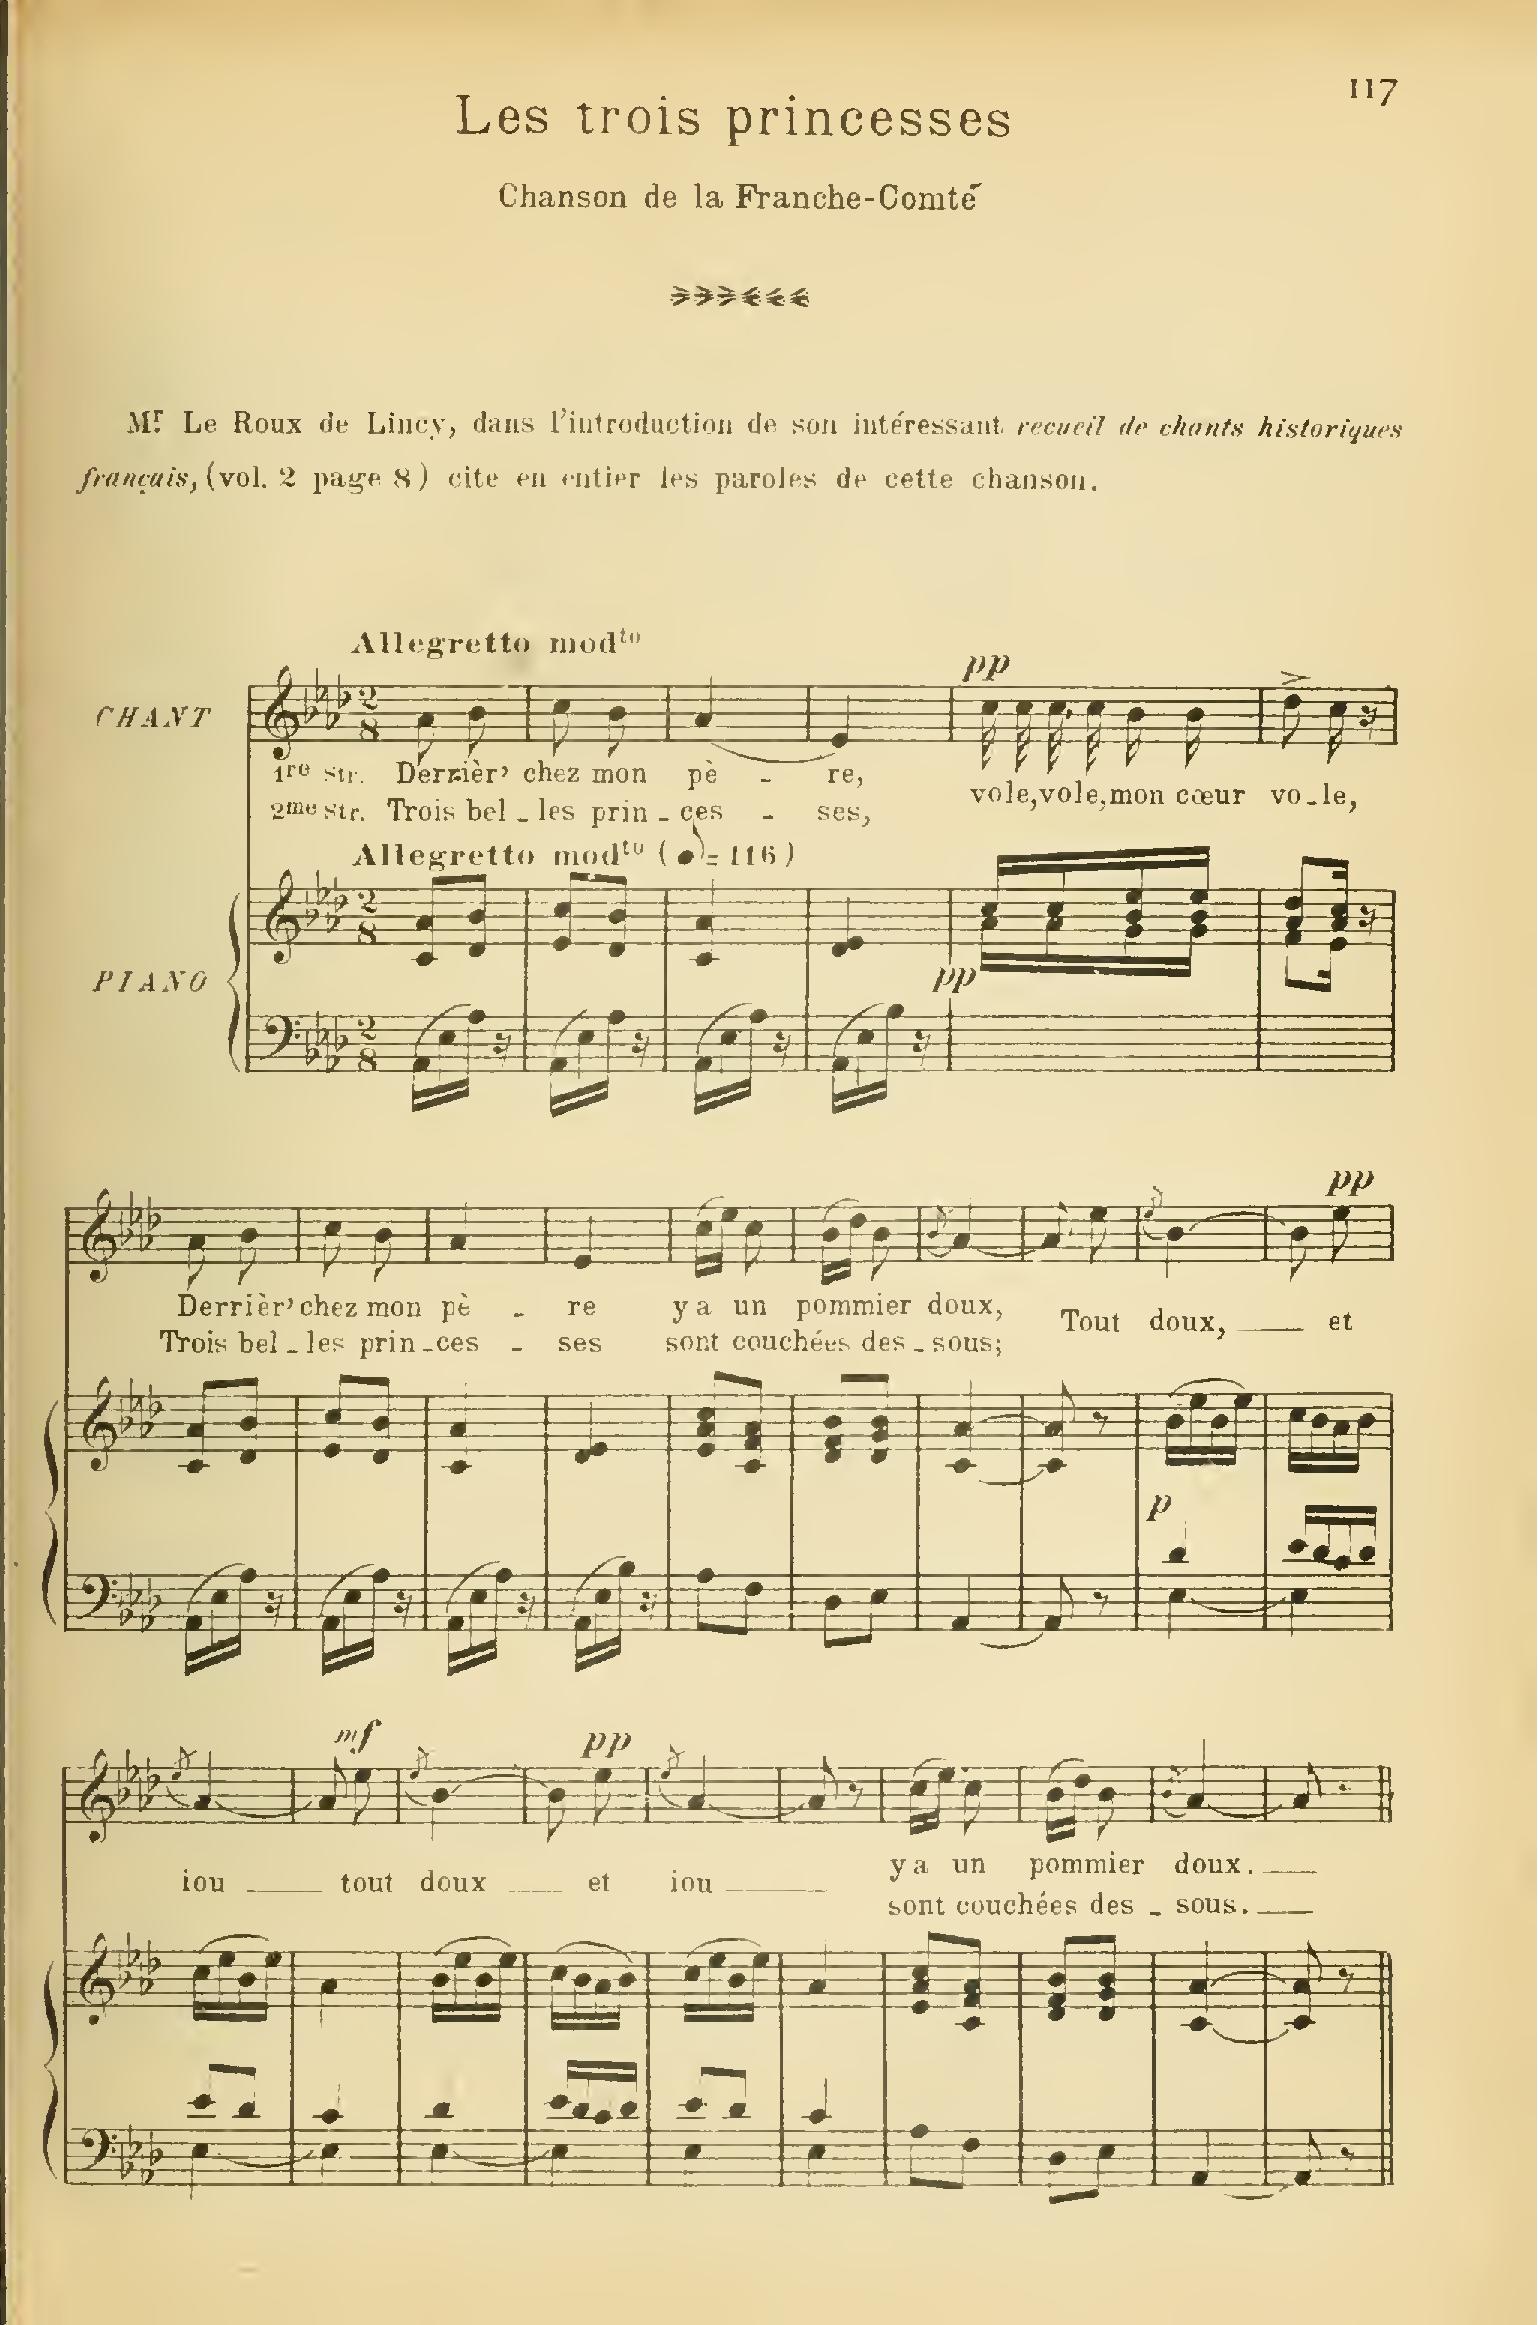 117
Les trois princesses
Chanson de la Franche-Comté
Mr Le Roux de Lincy, dans l'introduction de son intéressant recueil de chants historiques
français, (vol. 2 page 8) cite en entier les paroles de cette chanson.
Allegretto modto
pp
CHANT
1re str. Derrièr' chez mon pè - re, vole, vole, mon cœur vo-le,
2me str. Trois bel - les prin - ces - ses,
Allegretto modto (♪ = 116)
PIANO
pp
pp
Derrièr' chez mon pè - re y a un pommier doux, Tout doux, et
Trois bel - les prin - ces - ses sont couchées des - sous;
p
mf pp
iou tout doux et iou y a un pommier doux.
sont couchées des - sous.